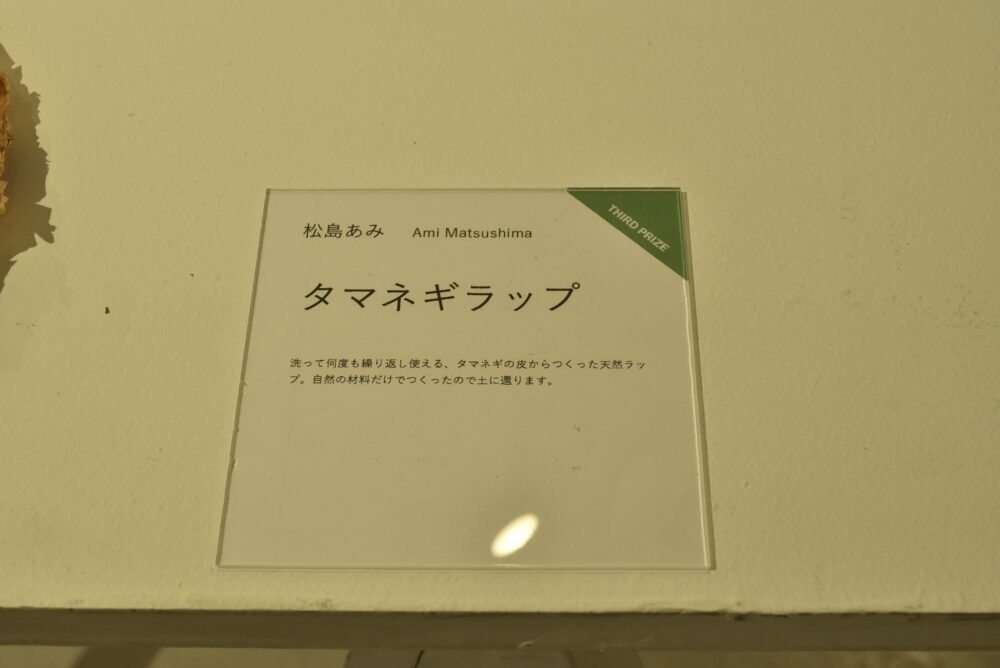 松島あみ Ami Matsushima
THIRD PRIZE
タマネギラップ
洗って何度も繰り返し使える、タマネギの皮からつくった天然ラッ
プ。自然の材料だけでつくったので土に還ります。